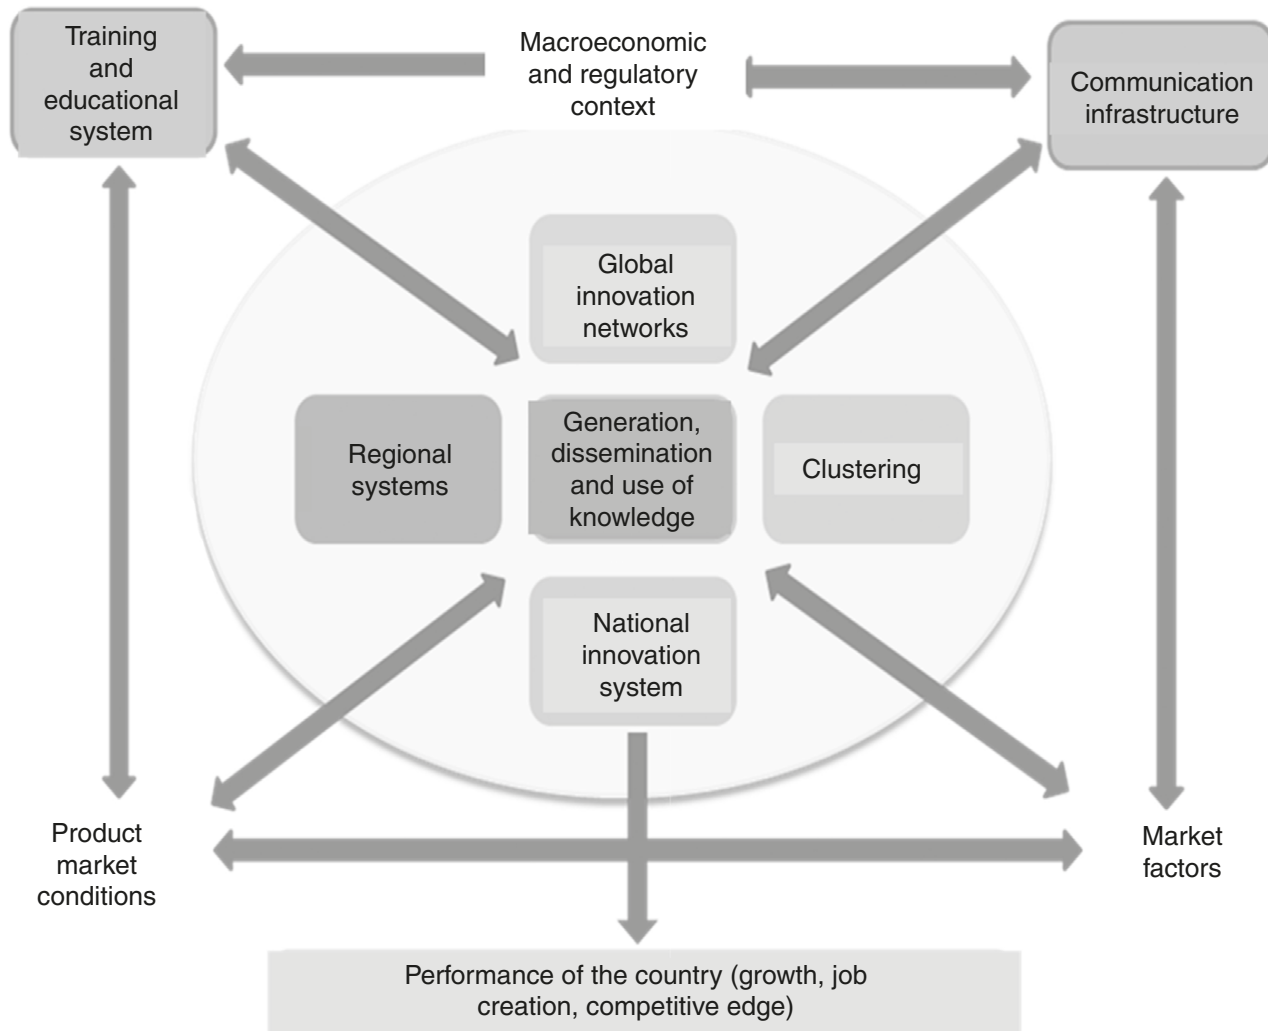 Training
and
educational
system
Macroeconomic
and regulatory
context
Communication
infrastructure
Global
innovation
networks
Regional
systems
Generation,
dissemination
and use of
knowledge
Clustering
National
innovation
system
Product
market
conditions
Market
factors
Performance of the country (growth, job
creation, competitive edge)